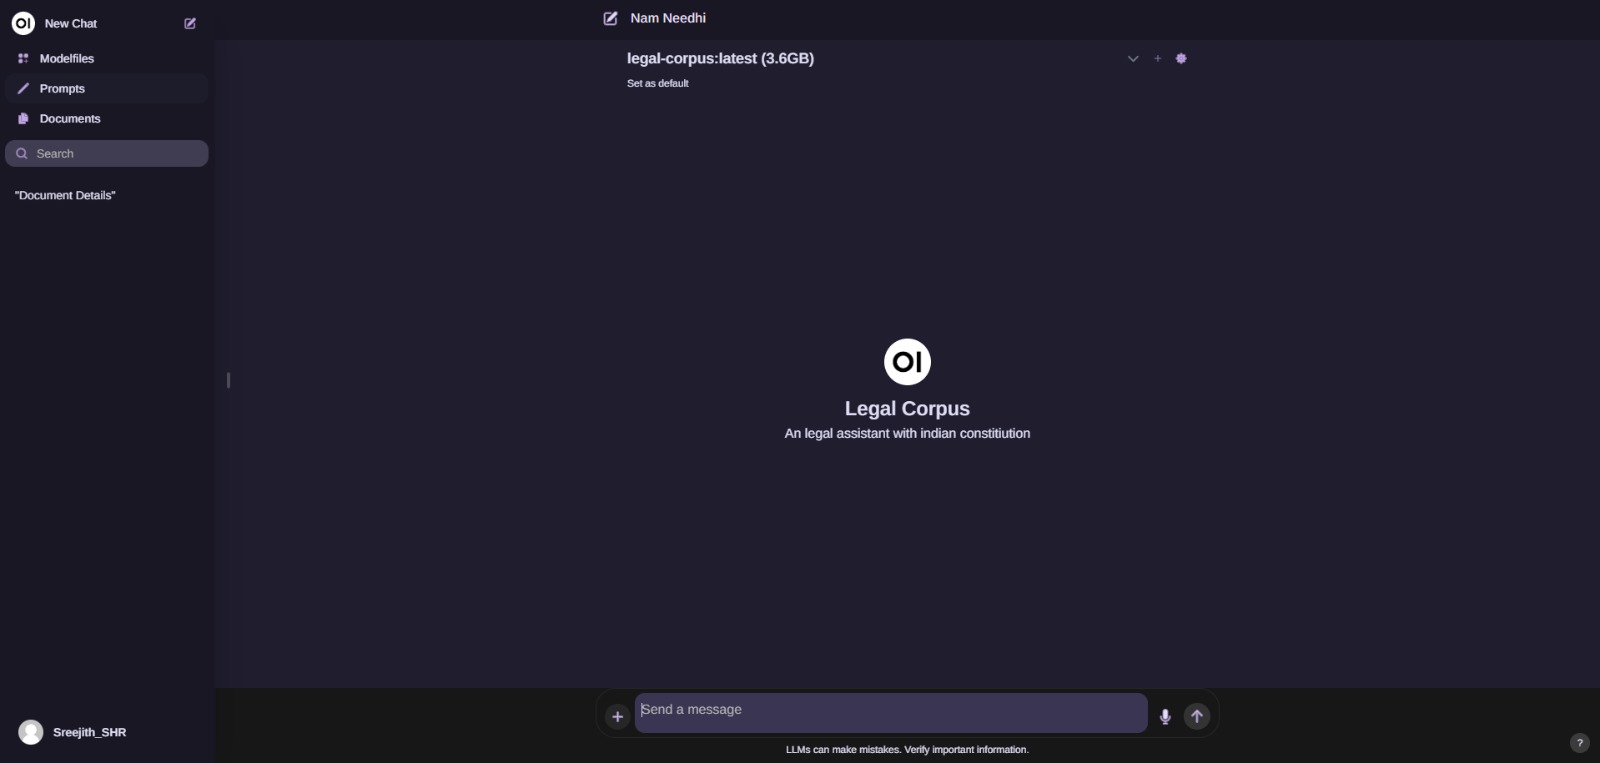 OI New Chat
Modelfiles
Prompts
Documents
Search
"Document Details"
Sreejith_SHR
Nam Needhi
legal-corpus:latest (3.6GB)
Set as default
OI
Legal Corpus
An legal assistant with indian constitiution
Send a message
LLMs can make mistakes. Verify important information.
?